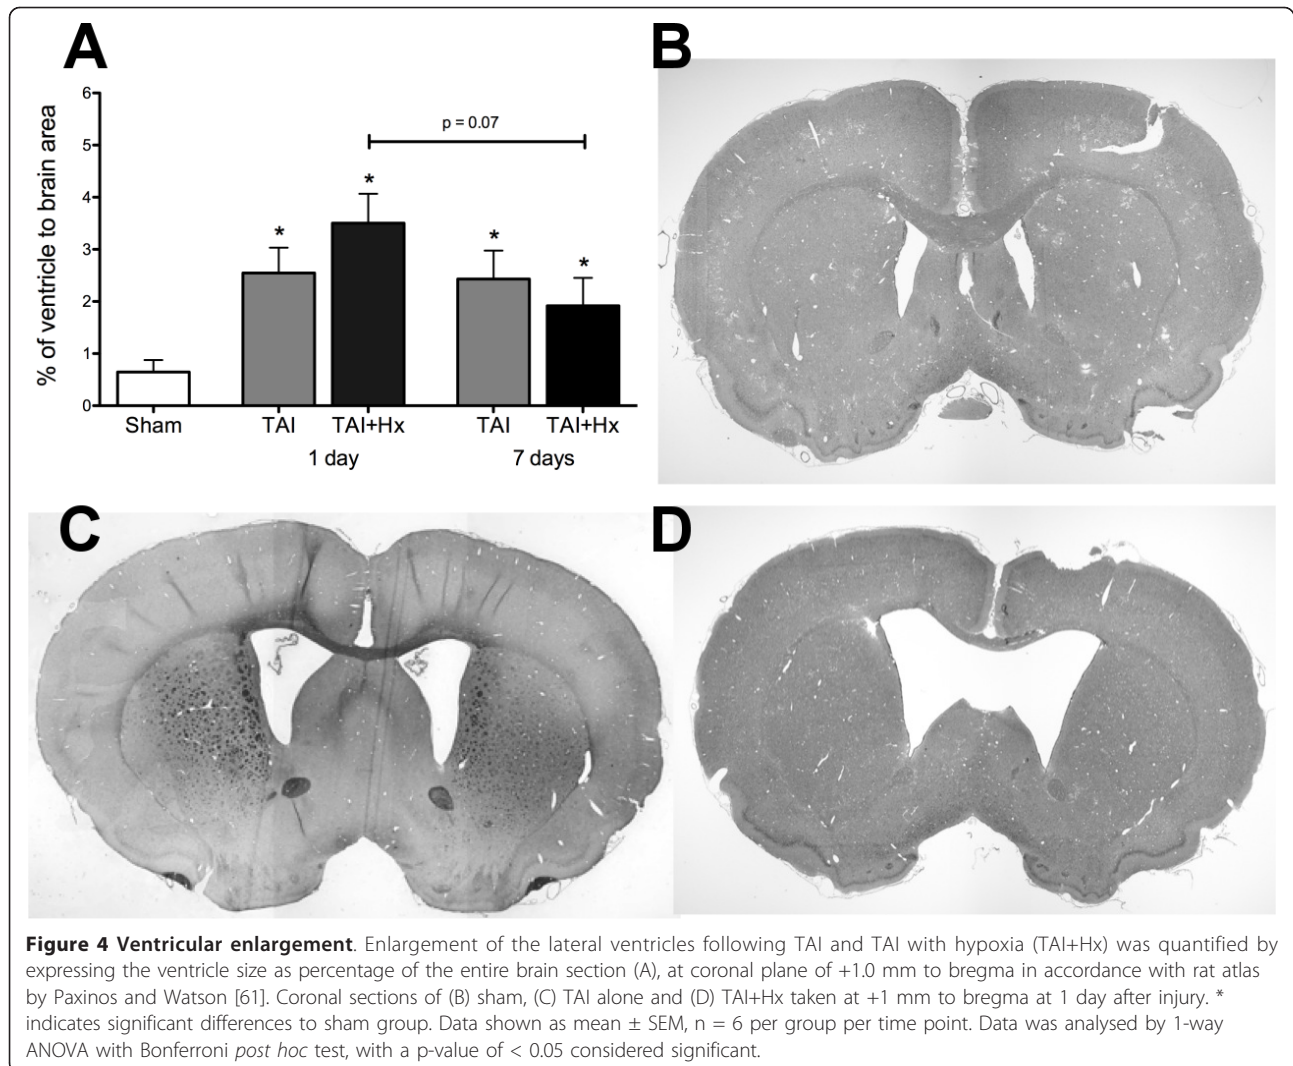 A
B
6
5
4
3
2
1
0
% of ventricle to brain area
p = 0.07
*
*
*
*
Sham
TAI
TAI+Hx
TAI
TAI+Hx
1 day
7 days
C
D
Figure 4 Ventricular enlargement. Enlargement of the lateral ventricles following TAI and TAI with hypoxia (TAI+Hx) was quantified by
expressing the ventricle size as percentage of the entire brain section (A), at coronal plane of +1.0 mm to bregma in accordance with rat atlas
by Paxinos and Watson [61]. Coronal sections of (B) sham, (C) TAI alone and (D) TAI+Hx taken at +1 mm to bregma at 1 day after injury. *
indicates significant differences to sham group. Data shown as mean ± SEM, n = 6 per group per time point. Data was analysed by 1-way
ANOVA with Bonferroni post hoc test, with a p-value of < 0.05 considered significant.